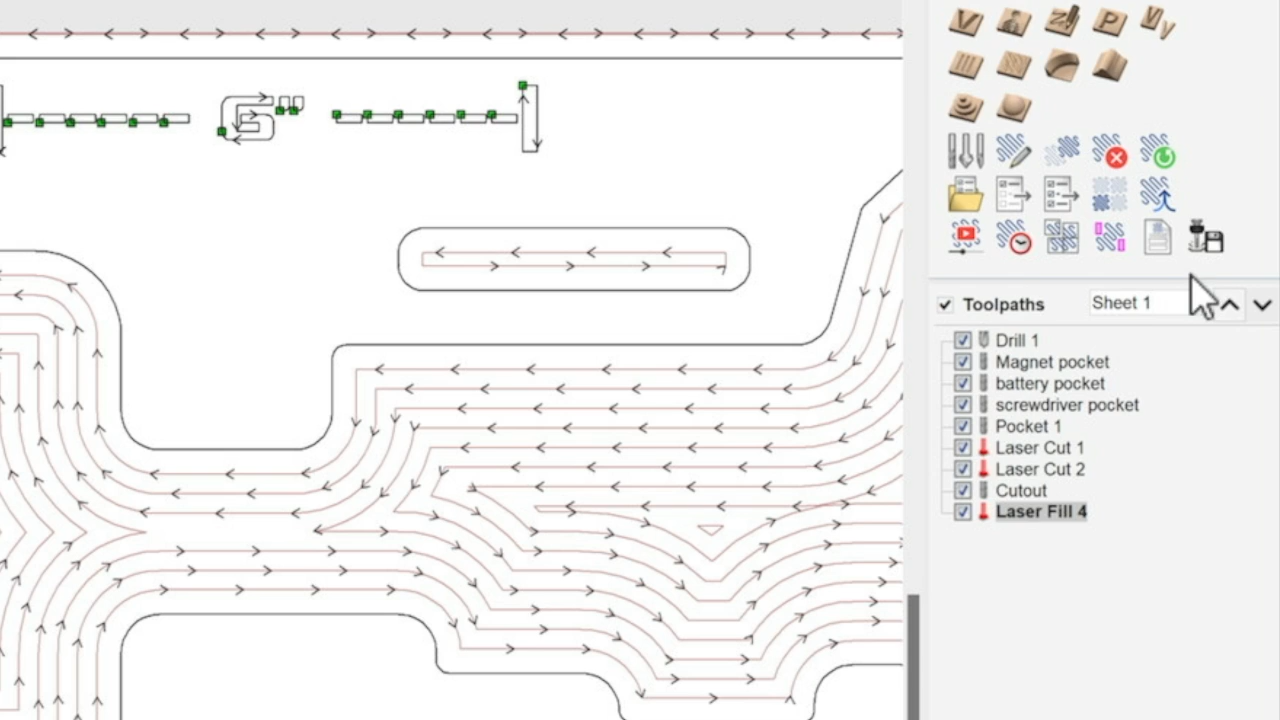 Toolpaths
Sheet 1
Drill 1
Magnet pocket
battery pocket
screwdriver pocket
Pocket 1
Laser Cut 1
Laser Cut 2
Cutout
Laser Fill 4